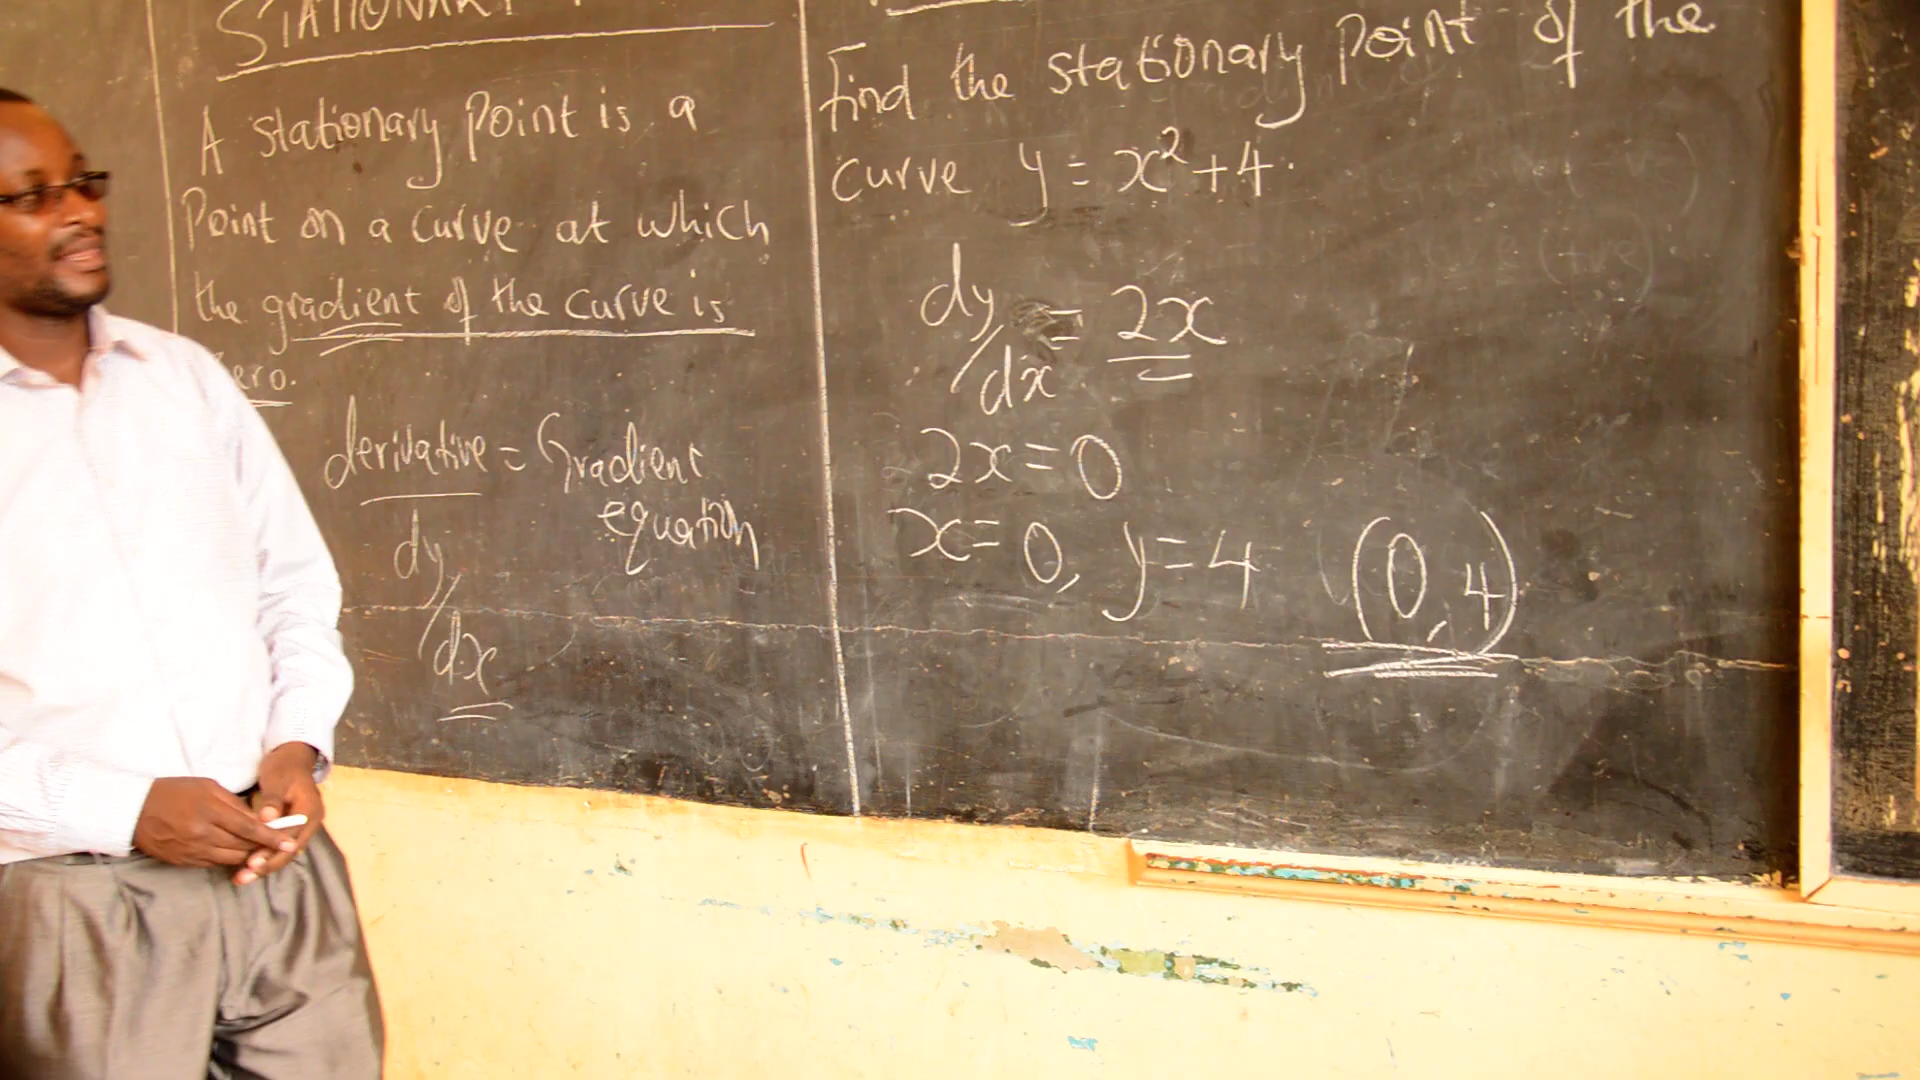 STATIONARY
A stationary Point is a
Point on a curve at which
the gradient of the curve is
Zero.
derivative = Gradient
equation
dy/dx
Find the stationary Point of the
curve y = x² + 4.
dy/dx = 2x
2x = 0
x = 0, y = 4 (0, 4)